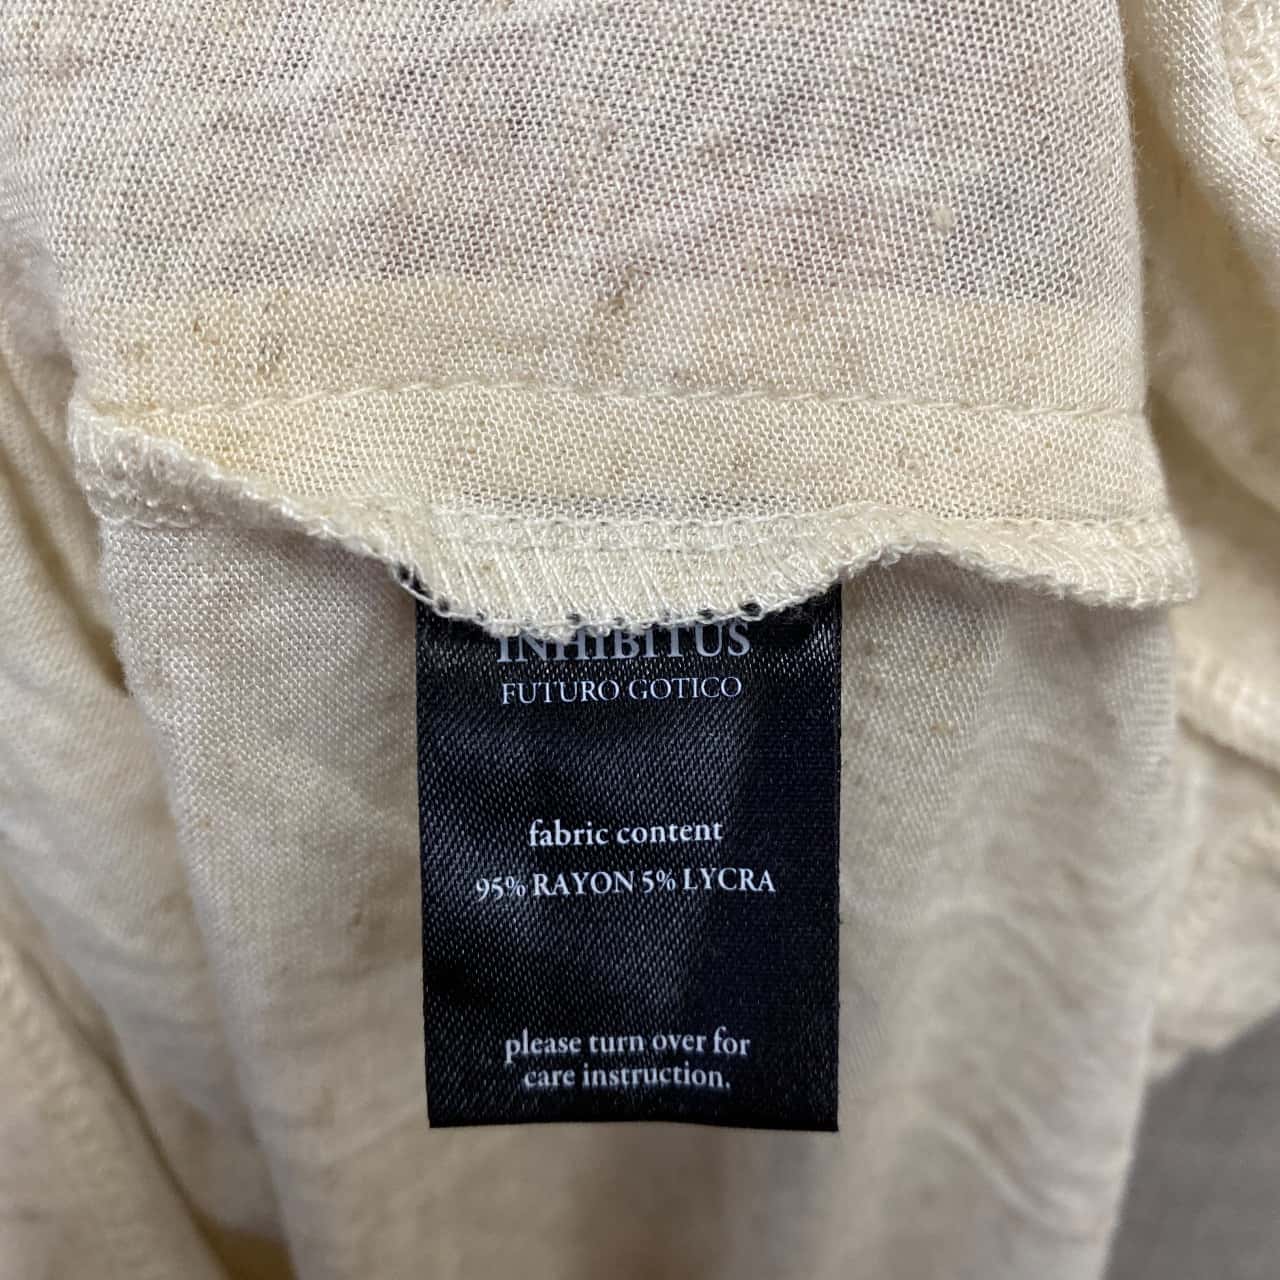 INHIBITUS
FUTURO GOTICO
fabric content
95% RAYON 5% LYCRA
please turn over for
care instruction.